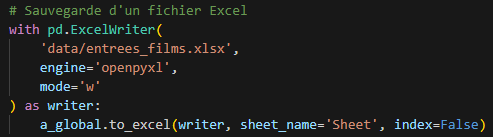 # Sauvegarde d'un fichier Excel
with pd.ExcelWriter(
    'data/entrees_films.xlsx',
    engine='openpyxl',
    mode='w'
) as writer:
    a_global.to_excel(writer, sheet_name='Sheet', index=False)